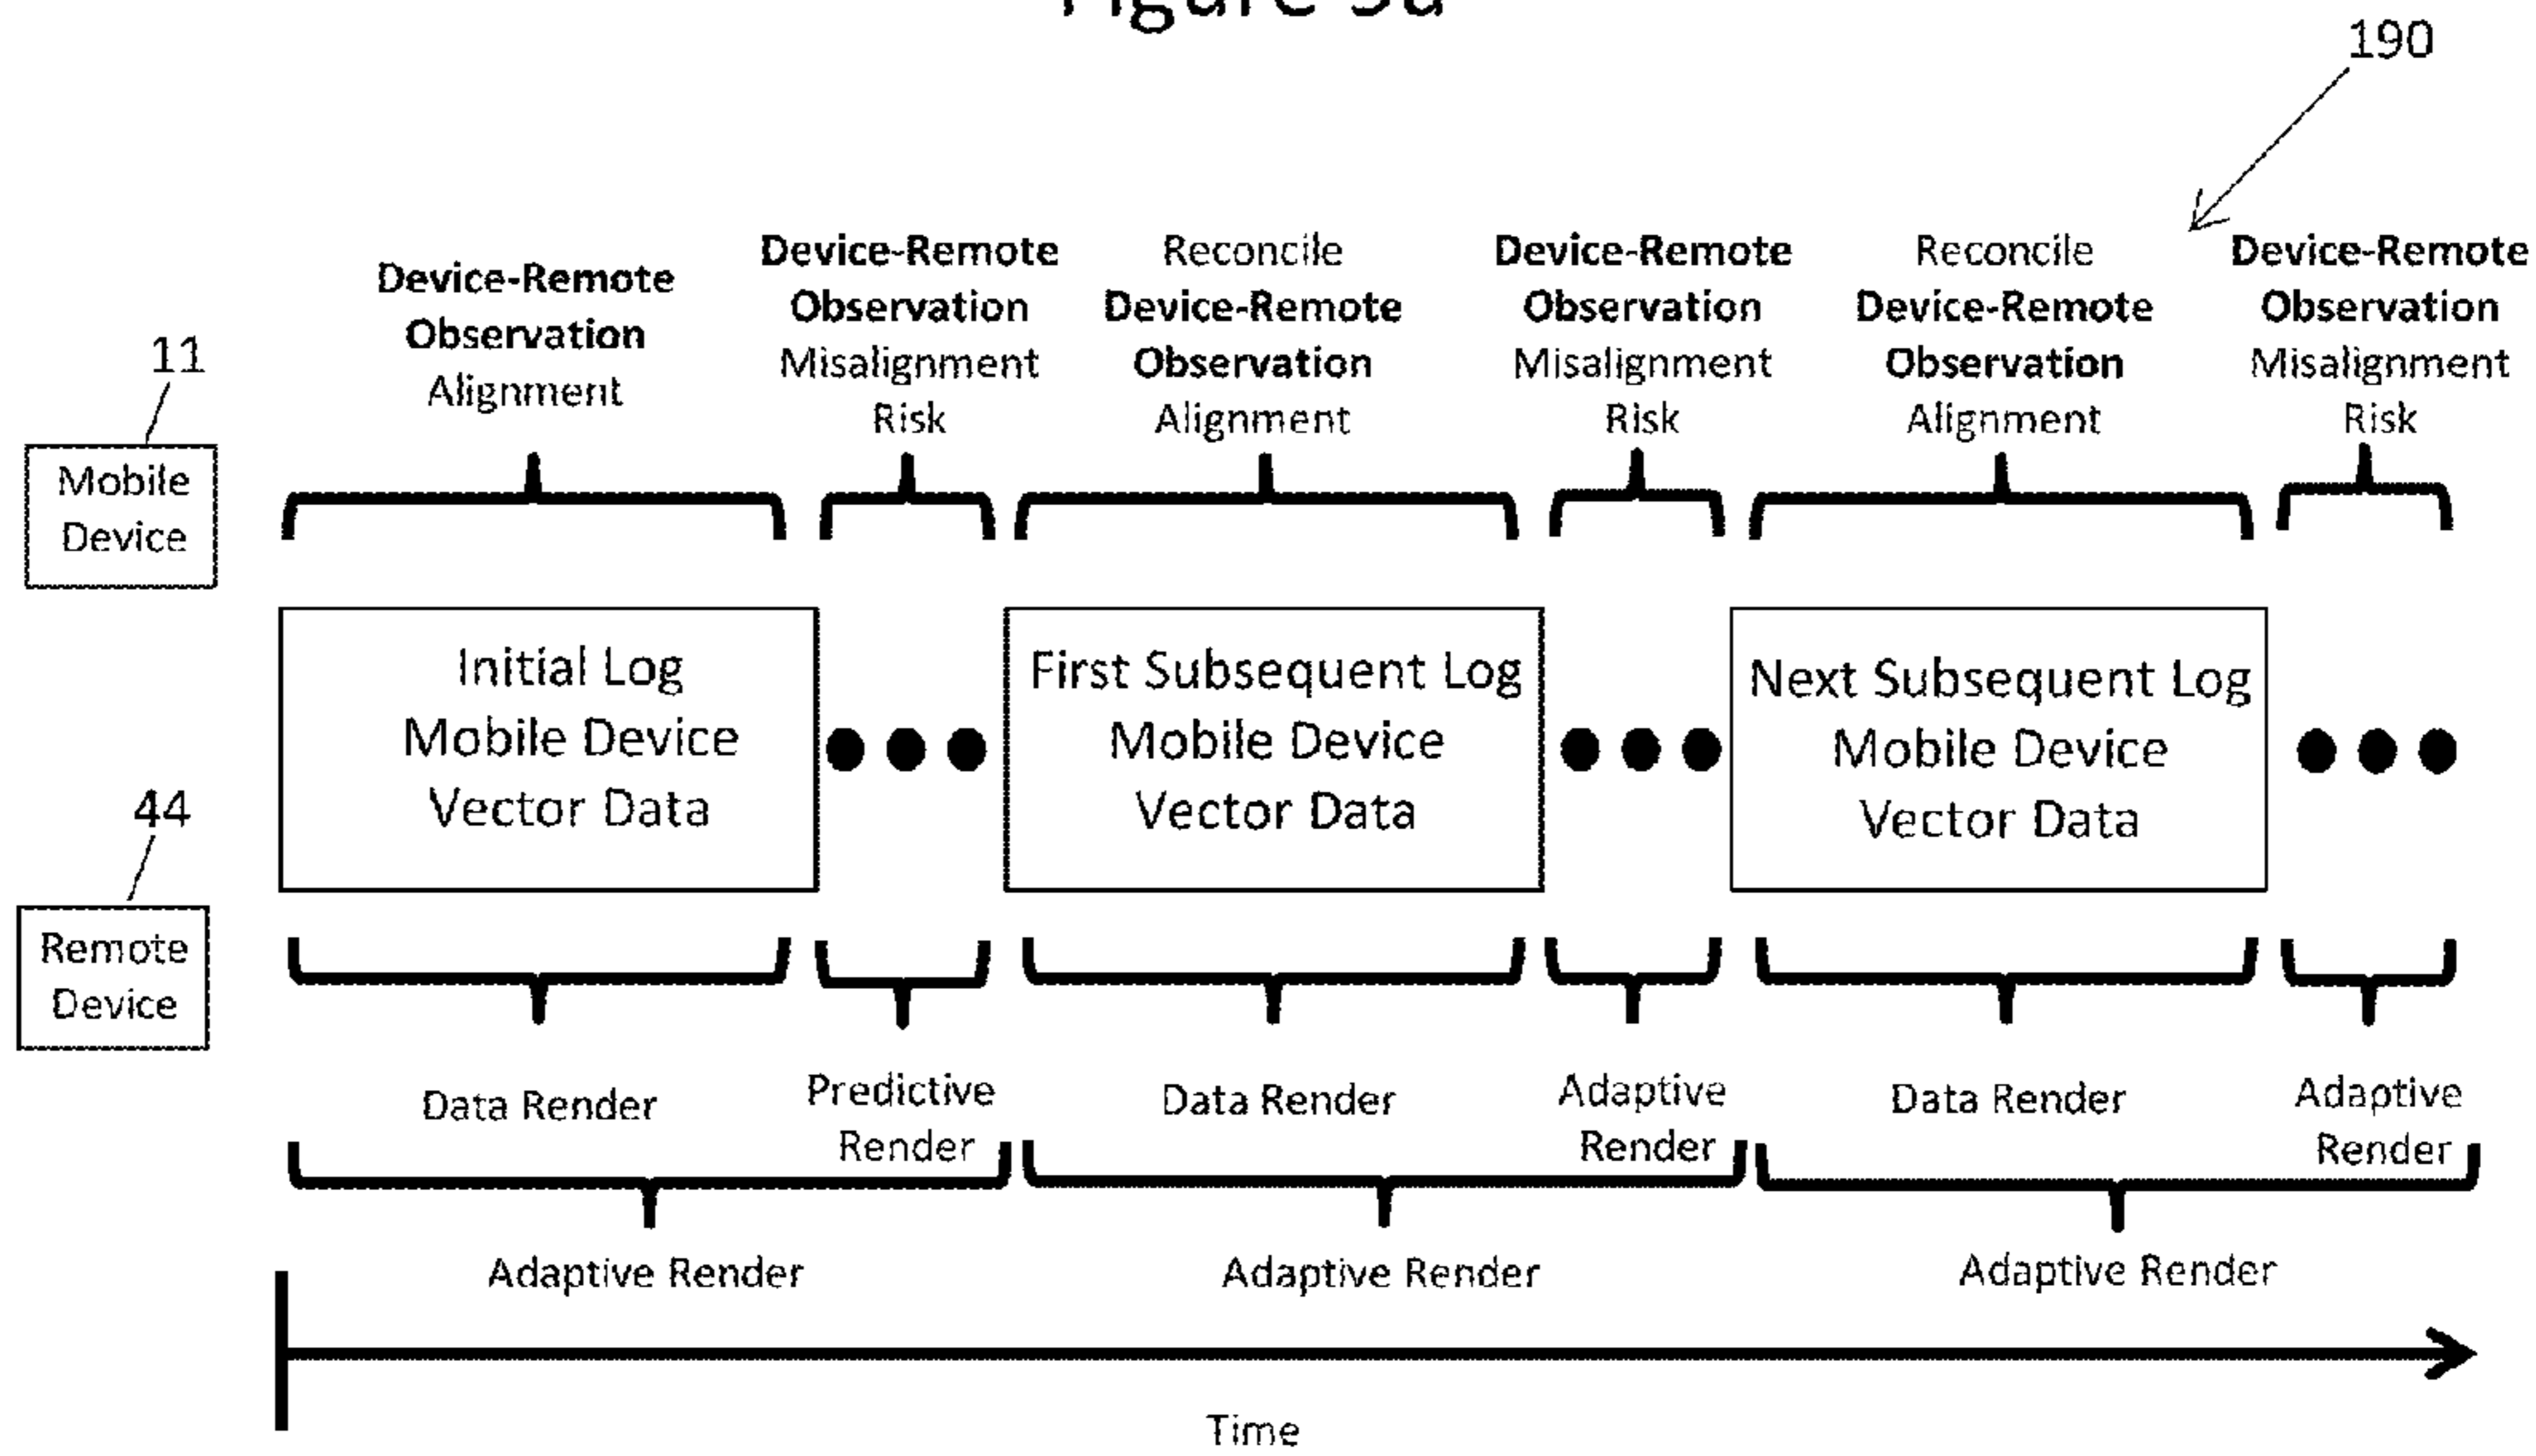 190
Device-Remote
Observation
Alignment
Device-Remote
Observation
Misalignment
Risk
Reconcile
Device-Remote
Observation
Alignment
Device-Remote
Observation
Misalignment
Risk
Reconcile
Device-Remote
Observation
Alignment
Device-Remote
Observation
Misalignment
Risk
11
Mobile
Device
Initial Log
Mobile Device
Vector Data
First Subsequent Log
Mobile Device
Vector Data
Next Subsequent Log
Mobile Device
Vector Data
44
Remote
Device
Data Render
Predictive
Render
Data Render
Adaptive
Render
Data Render
Adaptive
Render
Adaptive Render
Adaptive Render
Adaptive Render
Time